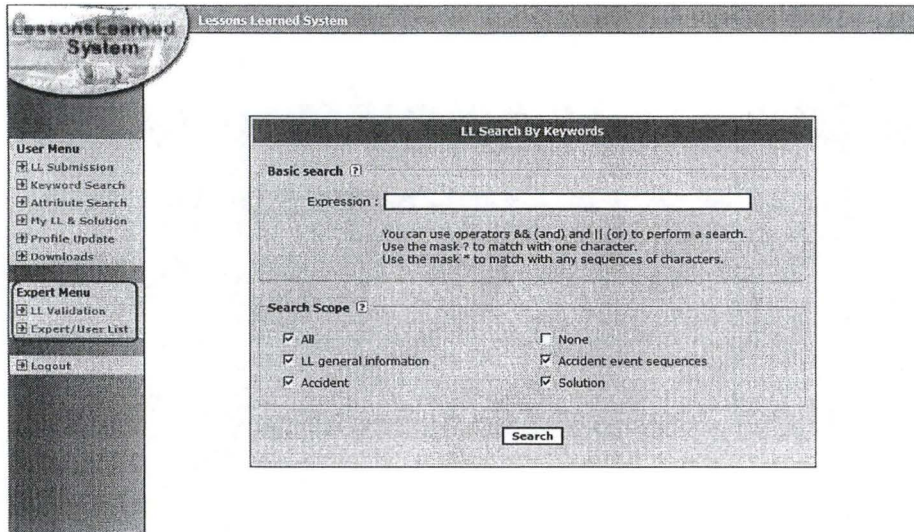 LessonsLearned
System
Lessons Learned System
User Menu
LL Submission
Keyword Search
Attribute Search
My LL & Solution
Profile Update
Downloads
Expert Menu
LL Validation
Expert/User List
Logout
LL Search By Keywords
Basic search ?
Expression :
You can use operators && (and) and || (or) to perform a search.
Use the mask ? to match with one character.
Use the mask * to match with any sequences of characters.
Search Scope ?
All
None
LL general information
Accident event sequences
Accident
Solution
Search